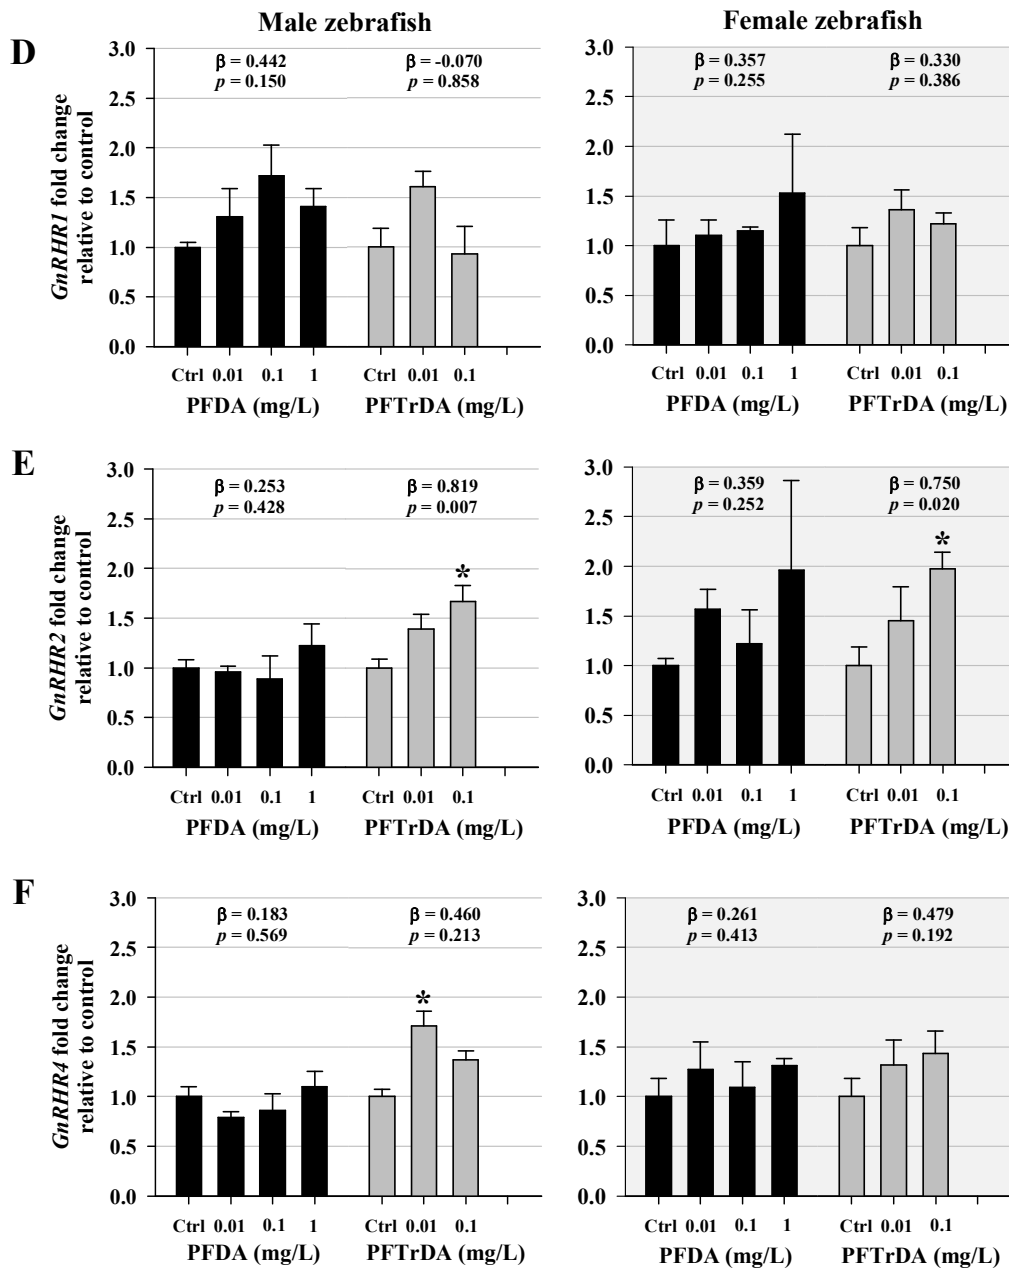 Male zebrafish
Female zebrafish
D
GnRHR1 fold change
relative to control
3.0
2.5
2.0
1.5
1.0
0.5
0.0
β = 0.442
p = 0.150
β = -0.070
p = 0.858
Ctrl 0.01 0.1 1
Ctrl 0.01 0.1
PFDA (mg/L)
PFTrDA (mg/L)
3.0
2.5
2.0
1.5
1.0
0.5
0.0
β = 0.357
p = 0.255
β = 0.330
p = 0.386
Ctrl 0.01 0.1 1
Ctrl 0.01 0.1
PFDA (mg/L)
PFTrDA (mg/L)
E
GnRHR2 fold change
relative to control
3.0
2.5
2.0
1.5
1.0
0.5
0.0
β = 0.253
p = 0.428
β = 0.819
p = 0.007
*
Ctrl 0.01 0.1 1
Ctrl 0.01 0.1
PFDA (mg/L)
PFTrDA (mg/L)
3.0
2.5
2.0
1.5
1.0
0.5
0.0
β = 0.359
p = 0.252
β = 0.750
p = 0.020
*
Ctrl 0.01 0.1 1
Ctrl 0.01 0.1
PFDA (mg/L)
PFTrDA (mg/L)
F
GnRHR4 fold change
relative to control
3.0
2.5
2.0
1.5
1.0
0.5
0.0
β = 0.183
p = 0.569
β = 0.460
p = 0.213
*
Ctrl 0.01 0.1 1
Ctrl 0.01 0.1
PFDA (mg/L)
PFTrDA (mg/L)
3.0
2.5
2.0
1.5
1.0
0.5
0.0
β = 0.261
p = 0.413
β = 0.479
p = 0.192
Ctrl 0.01 0.1 1
Ctrl 0.01 0.1
PFDA (mg/L)
PFTrDA (mg/L)